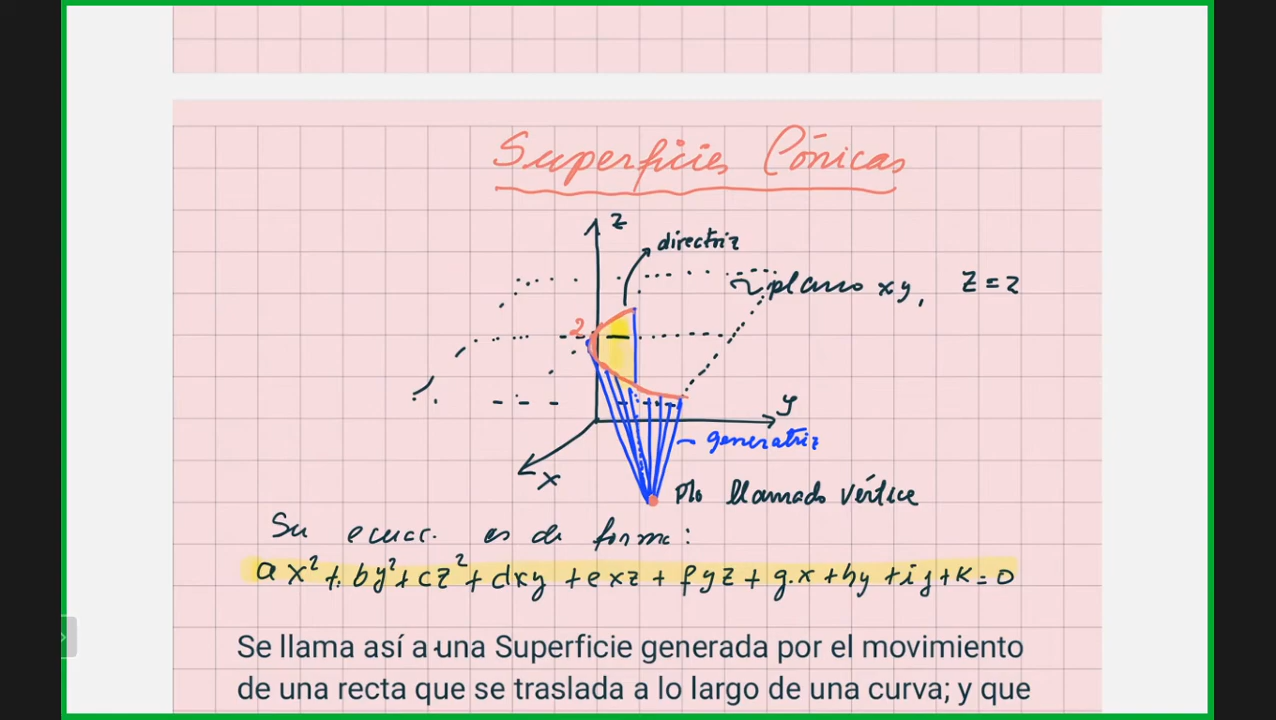 Superficies Cónicas
z
directriz
plano xy, z=2
2
y
generatriz
x
Pto llamado vértice
Su ecuac. es de forma:
ax²+by²+cz²+dxy+exz+fyz+g.x+hy+iz+K=0
Se llama así a una Superficie generada por el movimiento
de una recta que se traslada a lo largo de una curva; y que